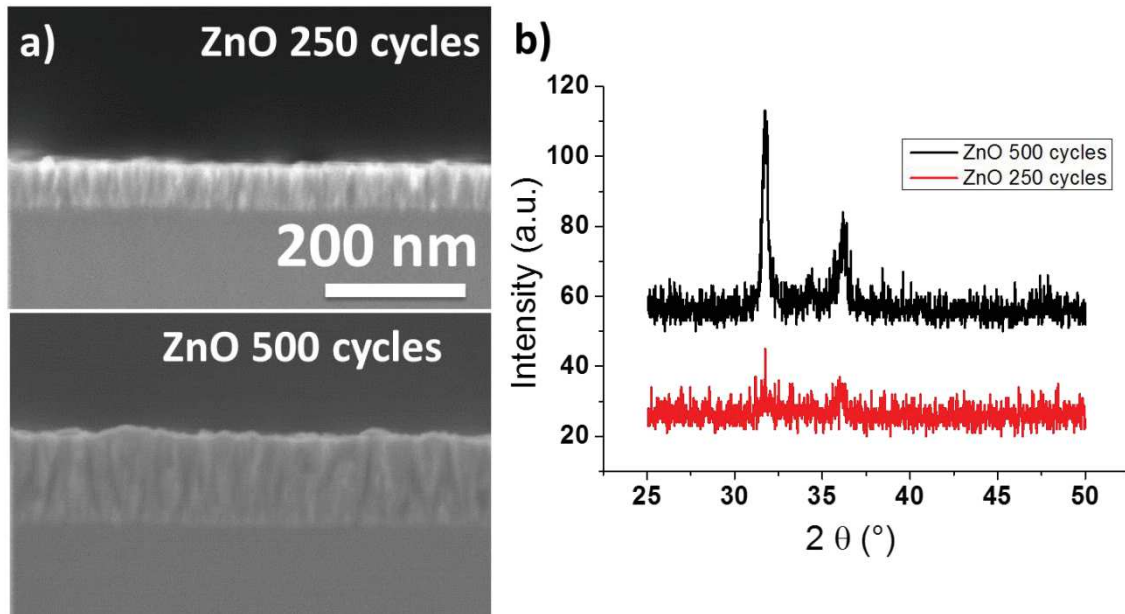 a)
ZnO 250 cycles
200 nm
ZnO 500 cycles
b)
Intensity (a.u.)
120
100
80
60
40
20
ZnO 500 cycles
ZnO 250 cycles
25
30
35
40
45
50
2 θ (°)